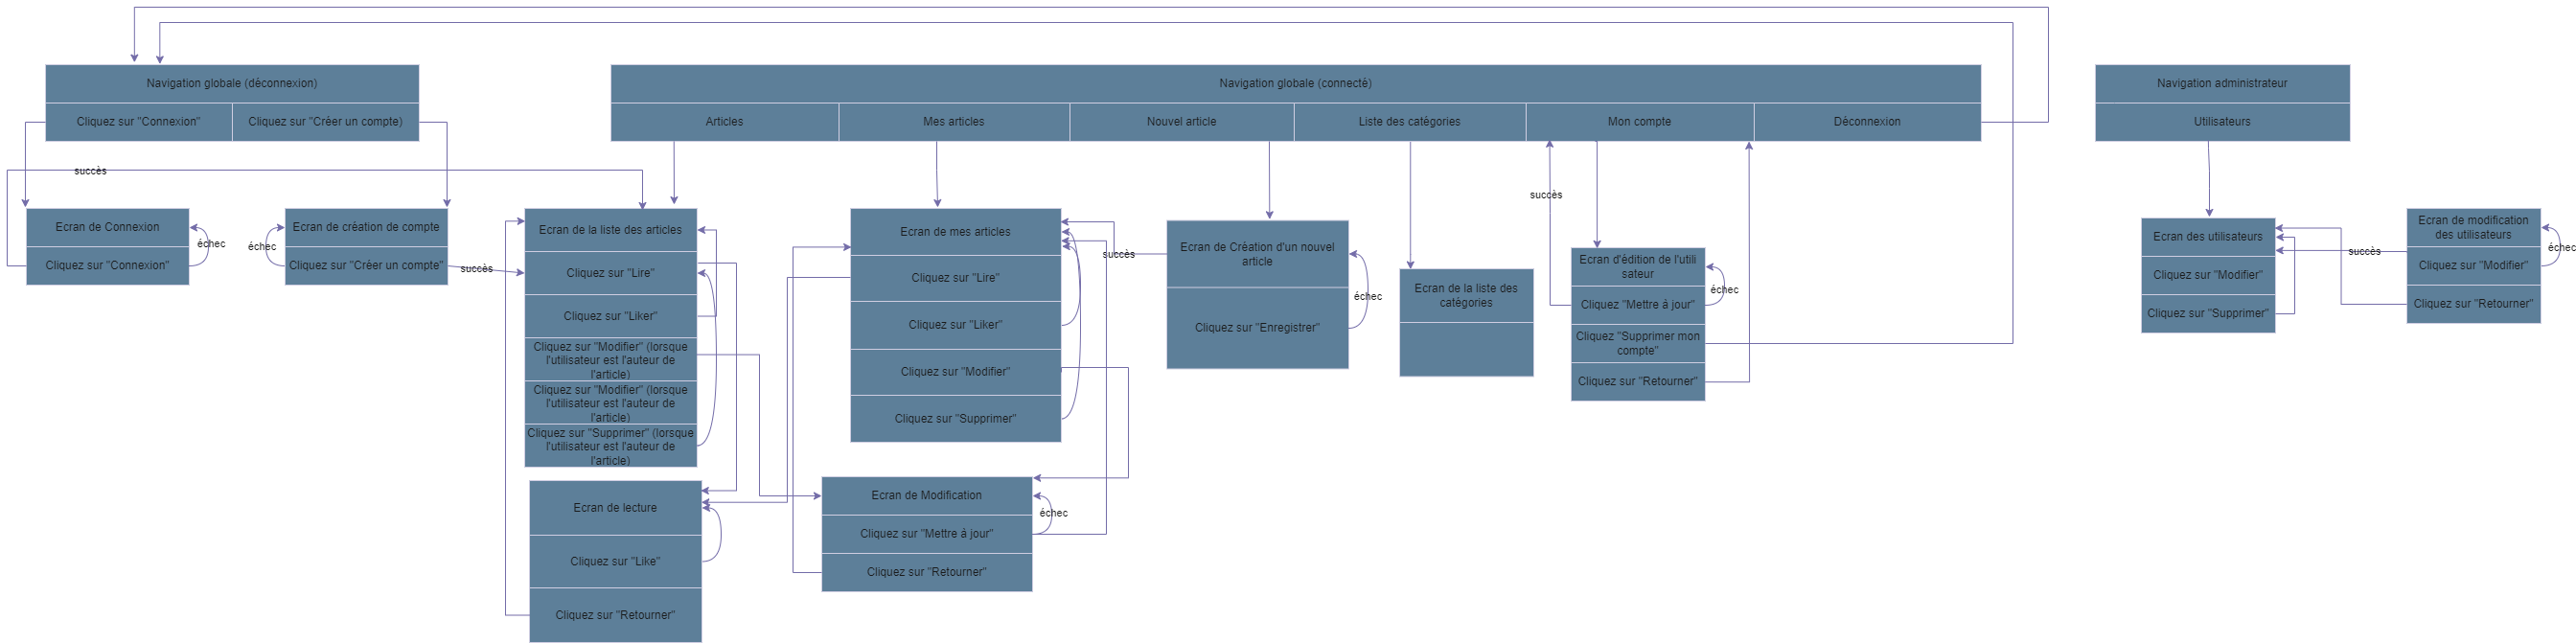 Navigation globale (déconnexion)
Cliquez sur "Connexion"
Cliquez sur "Créer un compte)
Navigation globale (connecté)
Articles
Mes articles
Nouvel article
Liste des catégories
Mon compte
Déconnexion
Navigation administrateur
Utilisateurs
succès
Ecran de Connexion
Cliquez sur "Connexion"
échec
Ecran de création de compte
Cliquez sur "Créer un compte"
échec
succès
Ecran de la liste des articles
Cliquez sur "Lire"
Cliquez sur "Liker"
Cliquez sur "Modifier" (lorsque
l'utilisateur est l'auteur de
l'article)
Cliquez sur "Modifier" (lorsque
l'utilisateur est l'auteur de
l'article)
Cliquez sur "Supprimer" (lorsque
l'utilisateur est l'auteur de
l'article)
Ecran de lecture
Cliquez sur "Like"
Cliquez sur "Retourner"
Ecran de mes articles
Cliquez sur "Lire"
Cliquez sur "Liker"
Cliquez sur "Modifier"
Cliquez sur "Supprimer"
Ecran de Modification
Cliquez sur "Mettre à jour"
Cliquez sur "Retourner"
échec
succès
Ecran de Création d'un nouvel
article
Cliquez sur "Enregistrer"
échec
Ecran de la liste des
catégories
succès
Ecran d'édition de l'utili
sateur
Cliquez "Mettre à jour"
Cliquez "Supprimer mon
compte"
Cliquez sur "Retourner"
échec
Ecran des utilisateurs
Cliquez sur "Modifier"
Cliquez sur "Supprimer"
succès
Ecran de modification
des utilisateurs
Cliquez sur "Modifier"
Cliquez sur "Retourner"
échec